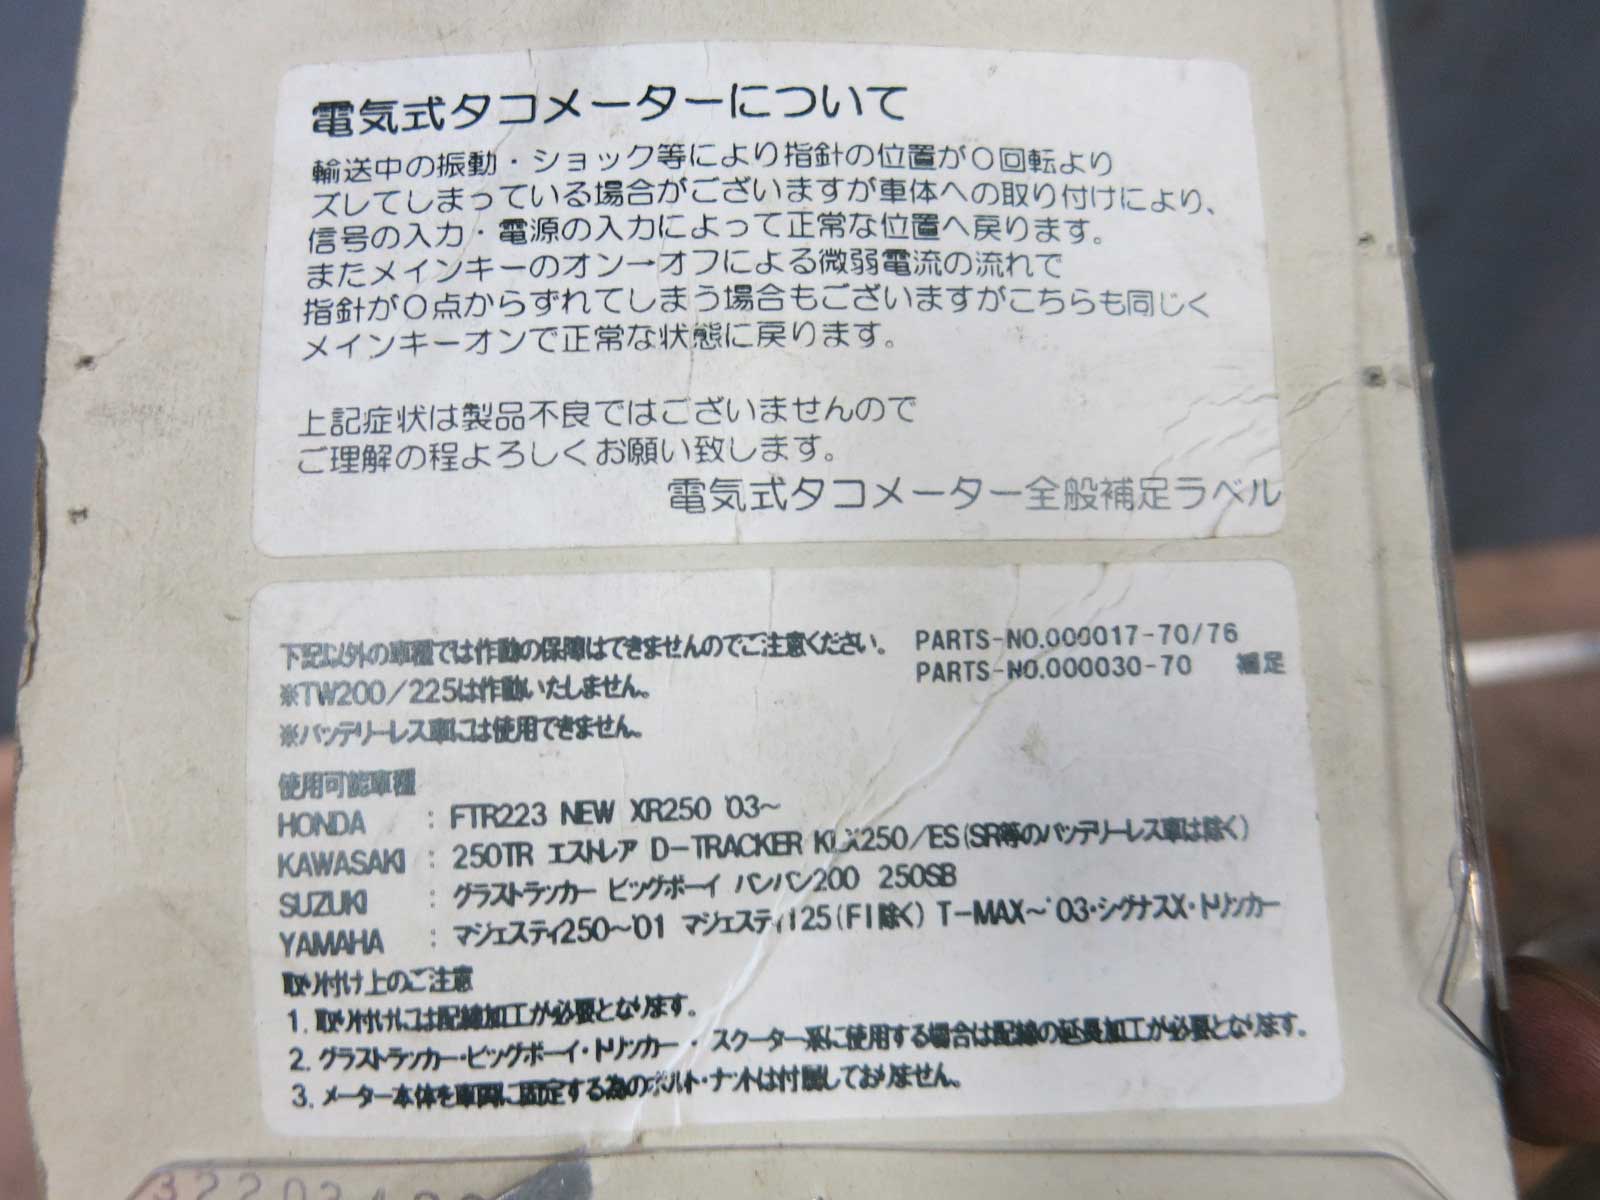 電気式タコメーターについて
輸送中の振動・ショック等により指針の位置が〇回転より
ズレてしまっている場合がございますが車体への取り付けにより、
信号の入力・電源の入力によって正常な位置へ戻ります。
またメインキーのオン→オフによる微弱電流の流れで
指針が〇点からずれてしまう場合もございますがこちらも同じく
メインキーオンで正常な状態に戻ります。
上記症状は製品不良ではございませんので
ご理解の程よろしくお願い致します。
電気式タコメーター全般補足ラベル
下記以外の車種では作動の保障はできませんのでご注意ください。 PARTS-NO.000017-70/76
PARTS-NO.000030-70 補足
※TW200/225は作動いたしません。
※バッテリーレス車には使用できません。
使用可能車種
HONDA : FTR223 NEW XR250 '03~
KAWASAKI : 250TR エストレア D-TRACKER KLX250/ES(SR等のバッテリーレス車は除く)
SUZUKI : グラストラッカー ビッグボーイ バンバン200 250SB
YAMAHA : マジェスティ250~'01 マジェスティ125(FI除く) T-MAX~'03・シグナスX・トリッカー
取り付け上のご注意
1. 取り付けには配線加工が必要となります。
2. グラストラッカー・ビッグボーイ・トリッカー・スクーター系に使用する場合は配線の延長加工が必要となります。
3. メーター本体を車両に固定する為のボルト・ナットは付属しておりません。